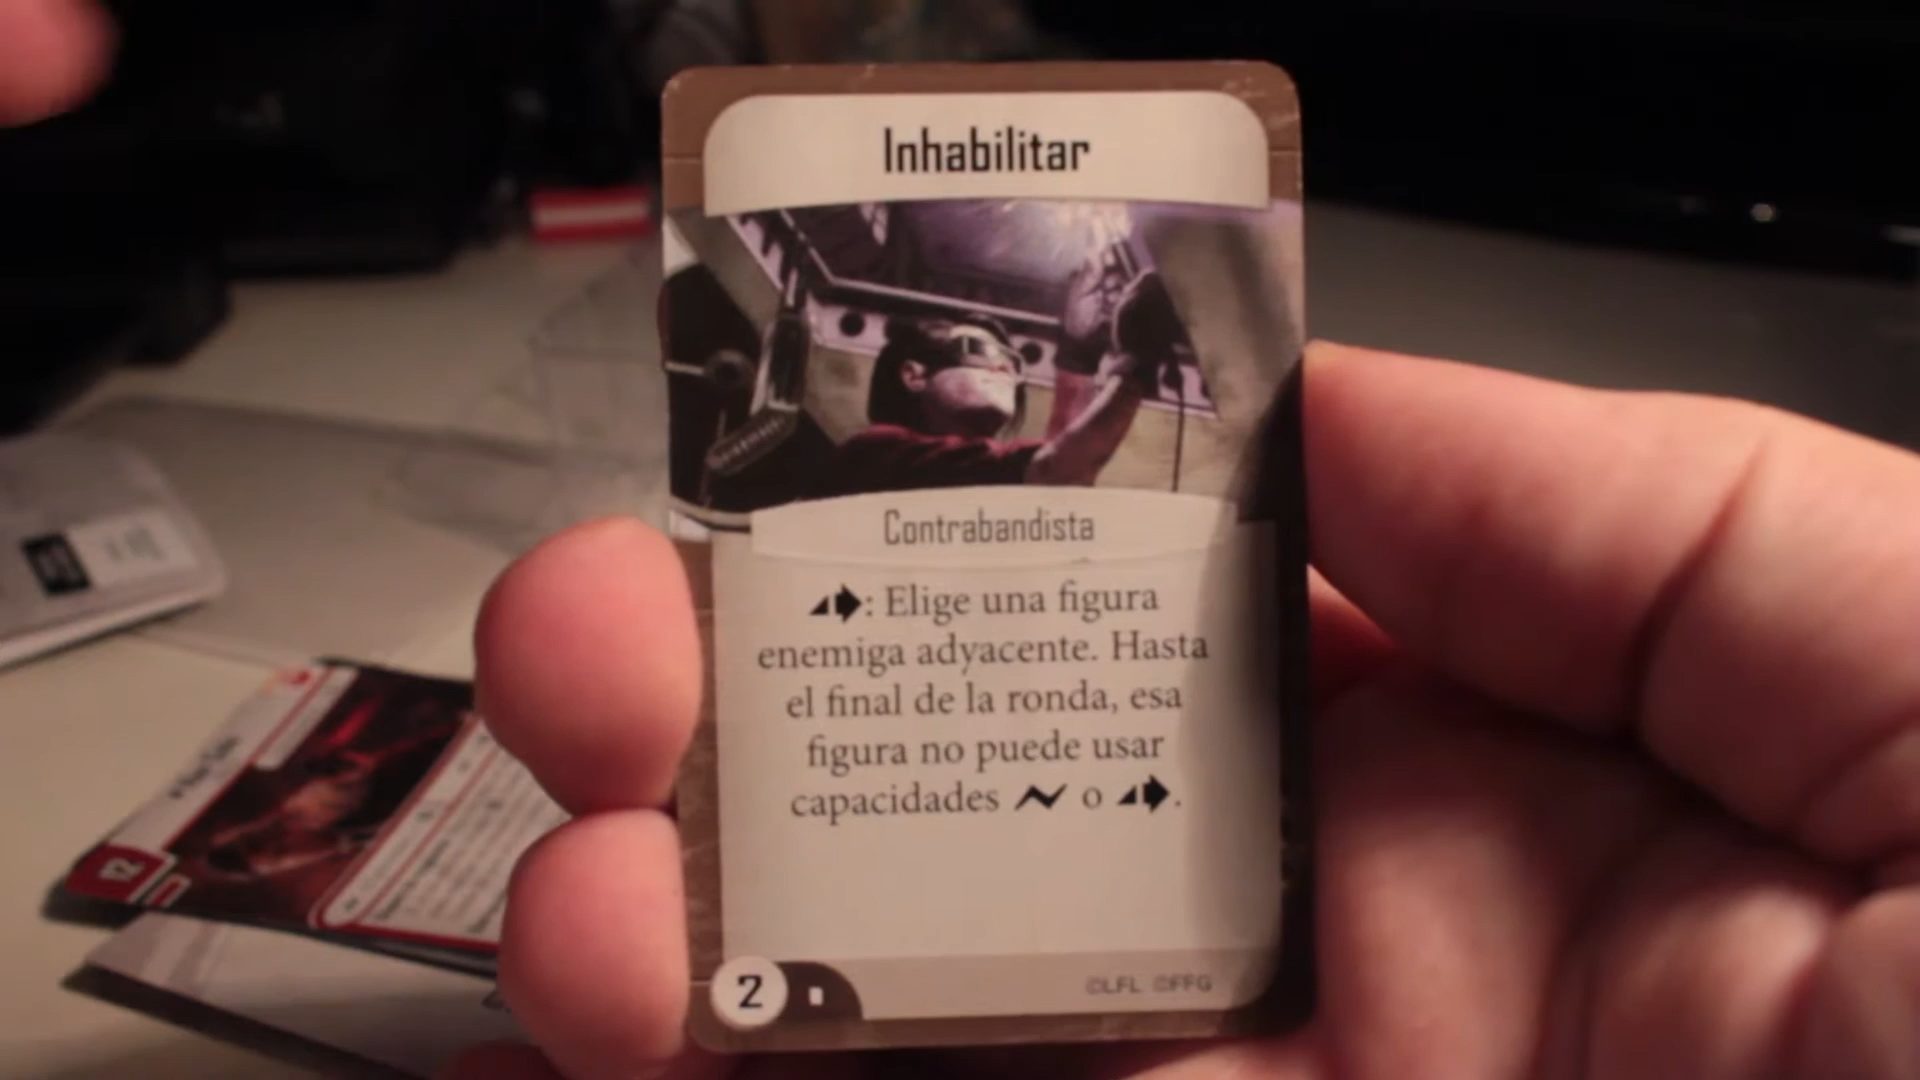 Inhabilitar
Contrabandista
: Elige una figura
enemiga adyacente. Hasta
el final de la ronda, esa
figura no puede usar
capacidades o .
2
©LFL ©FFG
12